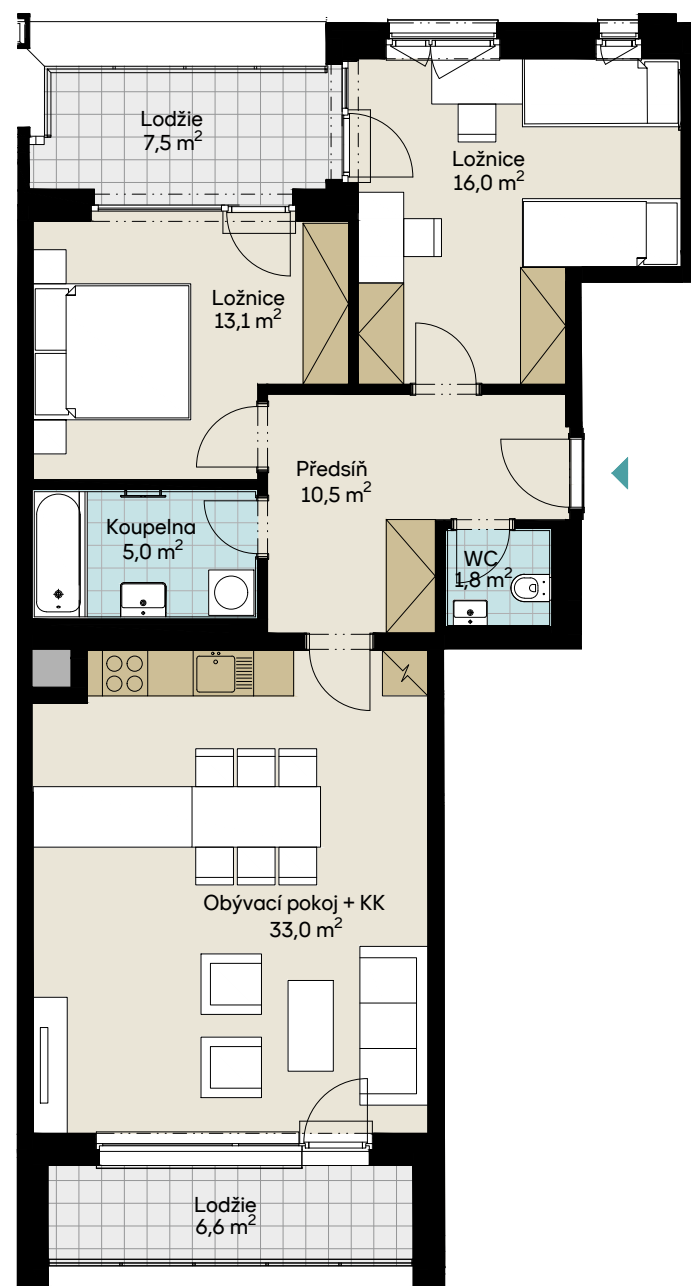 Lodžie
7,5 m²
Ložnice
16,0 m²
Ložnice
13,1 m²
Předsíň
10,5 m²
Koupelna
5,0 m²
WC
1,8 m²
Obývací pokoj + KK
33,0 m²
Lodžie
6,6 m²